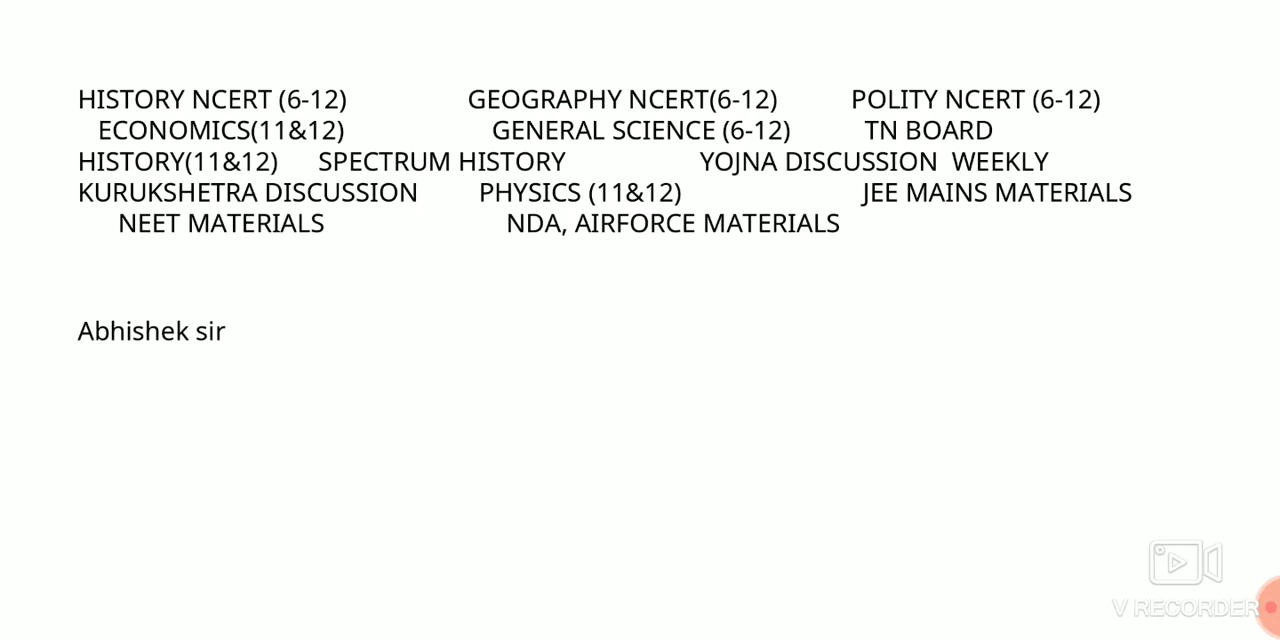 HISTORY NCERT (6-12) GEOGRAPHY NCERT(6-12) POLITY NCERT (6-12)
ECONOMICS(11&12) GENERAL SCIENCE (6-12) TN BOARD
HISTORY(11&12) SPECTRUM HISTORY YOJNA DISCUSSION WEEKLY
KURUKSHETRA DISCUSSION PHYSICS (11&12) JEE MAINS MATERIALS
NEET MATERIALS NDA, AIRFORCE MATERIALS
Abhishek sir
V RECORDER